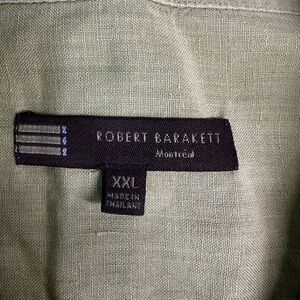 ROBERT BARAKETT
Montréal
XXL
MADE IN
THAILAND